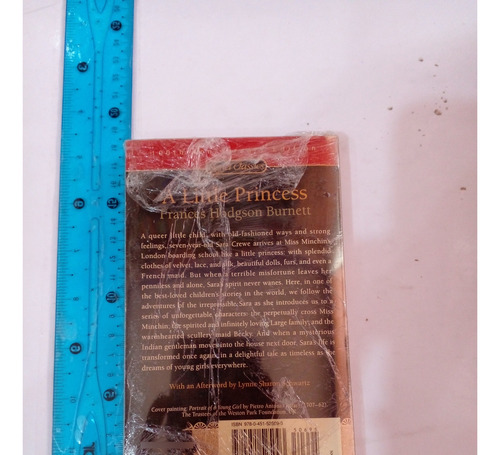 A Little Princess
Frances Hodgson Burnett
A queer little child, with old-fashioned ways and strong
feelings, seven-year-old Sara Crewe arrives at Miss Minchin's
London boarding school like a little princess: with splendid
clothes of velvet, lace, and silk, beautiful dolls, furs, and even a
French maid. But when a terrible misfortune leaves her
penniless and alone, Sara's spirit never wanes. Here, in one of
the best-loved children's stories in the world, we follow the
adventures of the irrepressible Sara as she introduces us to a
series of unforgettable characters: the perpetually cross Miss
Minchin, the spirited and infinitely loving Large family, and the
warmhearted scullery maid Becky. And when a mysterious
Indian gentleman moves into the house next door, Sara's life is
transformed once again, in a delightful tale as timeless as the
dreams of young girls everywhere.
With an Afterword by Lynne Sharon Schwartz
Cover painting: Portrait of a Young Girl by Pierre
The Trustees of the Weston Park Foundation, UK
ISBN